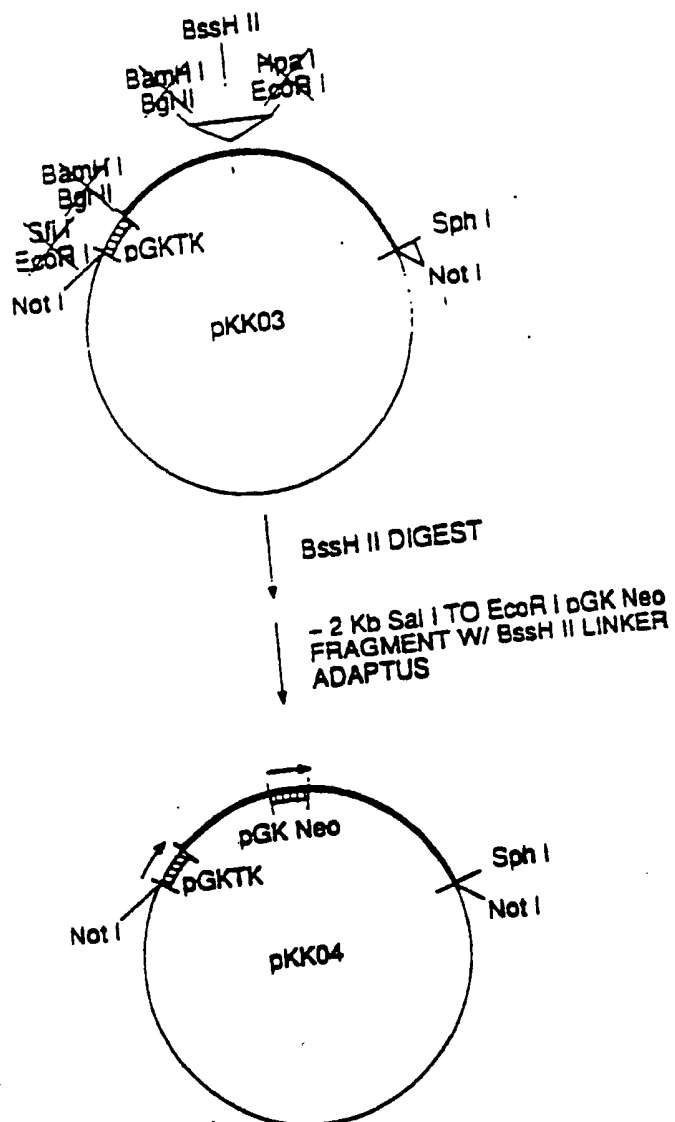 BssH II
BamH I
Bgl II
Hpa I
EcoR I
BamH I
Bgl II
Sfi I
EcoR I
pGKTK
Not I
Sph I
Not I
pKK03
BssH II DIGEST
~ 2 Kb Sal I TO EcoR I pGK Neo
FRAGMENT W/ BssH II LINKER
ADAPTUS
pGK Neo
pGKTK
Not I
Sph I
Not I
pKK04